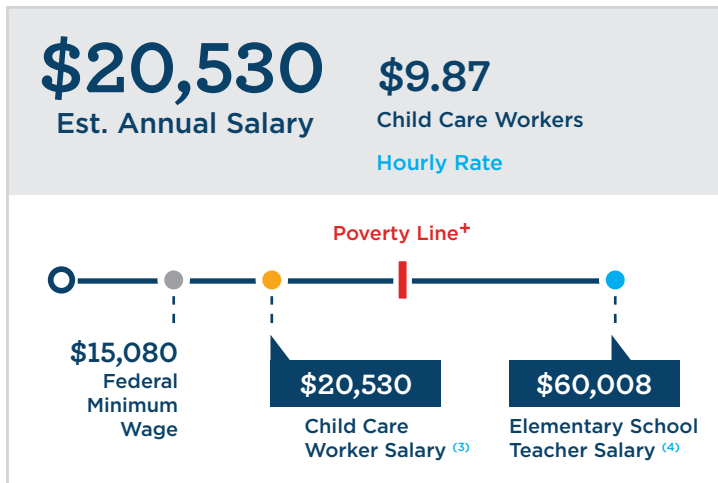 $20,530
Est. Annual Salary
$9.87
Child Care Workers
Hourly Rate
Poverty Line+
$15,080
Federal
Minimum
Wage
$20,530
Child Care
Worker Salary (3)
$60,008
Elementary School
Teacher Salary (4)